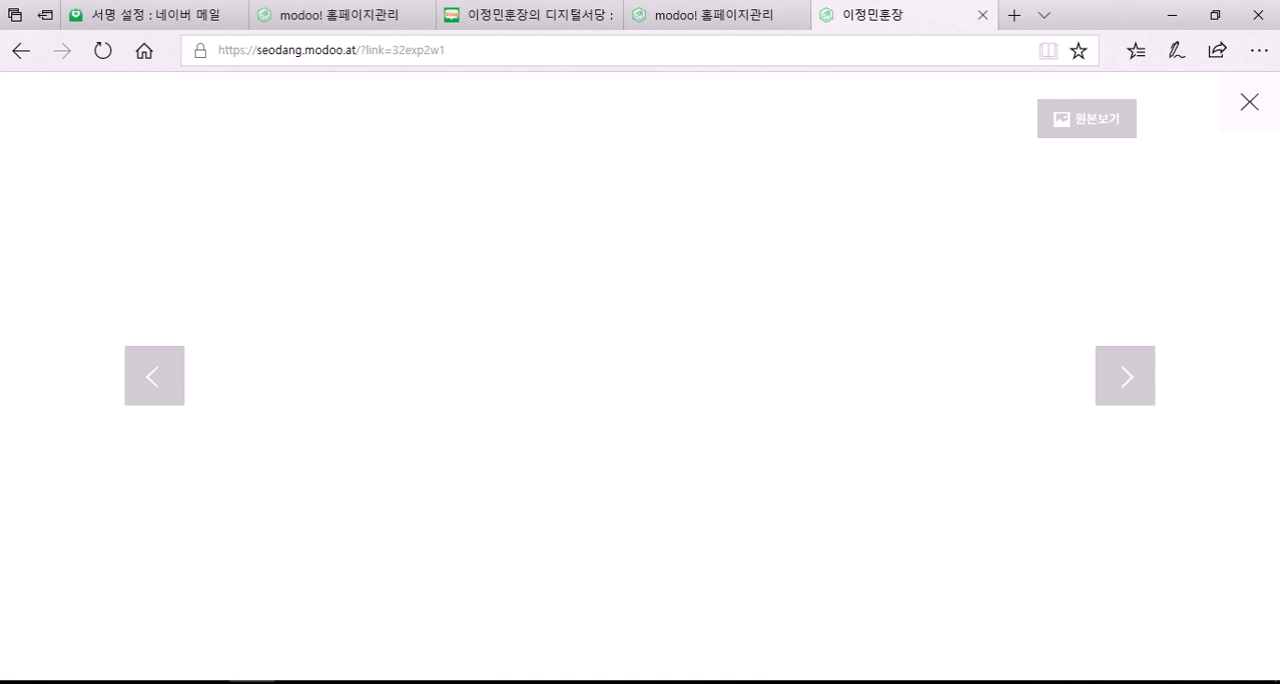 서명 설정 : 네이버 메일
modoo! 홈페이지관리
이정민훈장의 디지털서당 :
modoo! 홈페이지관리
이정민훈장
https://seodang.modoo.at/?link=32exp2w1
원본보기